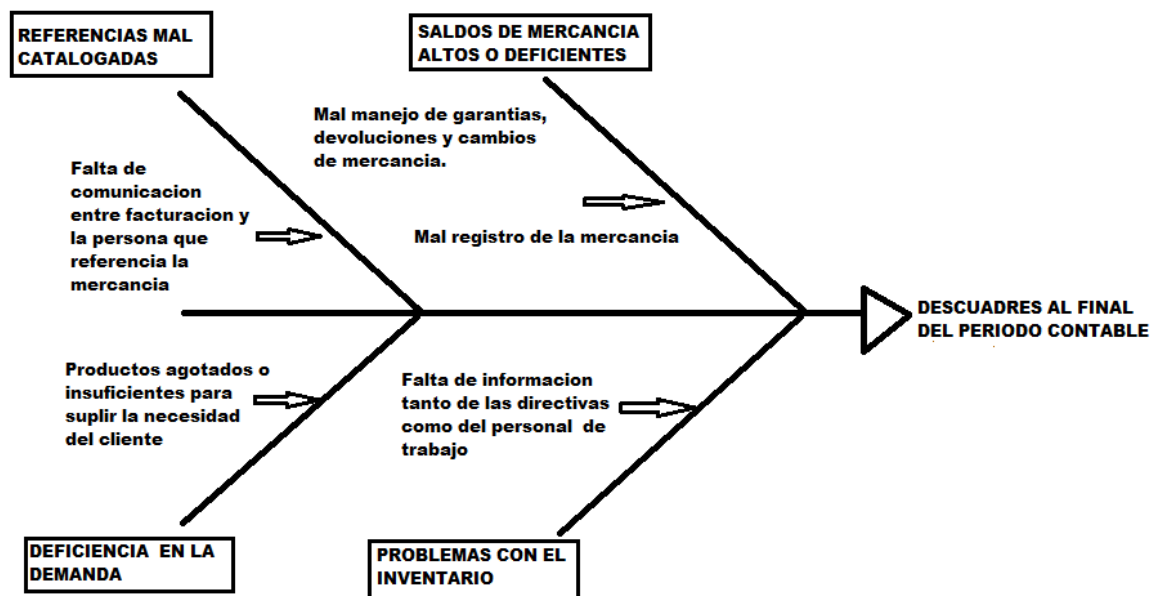 REFERENCIAS MAL
CATALOGADAS
SALDOS DE MERCANCIA
ALTOS O DEFICIENTES
Mal manejo de garantias,
devoluciones y cambios
de mercancia.
Falta de
comunicacion
entre facturacion y
la persona que
referencia la
mercancia
Mal registro de la mercancia
DESCUADRES AL FINAL
DEL PERIODO CONTABLE
Productos agotados o
insuficientes para
suplir la necesidad
del cliente
Falta de informacion
tanto de las directivas
como del personal de
trabajo
DEFICIENCIA EN LA
DEMANDA
PROBLEMAS CON EL
INVENTARIO